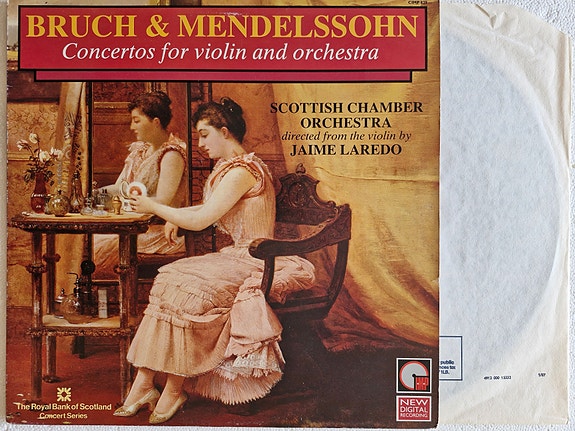 BRUCH & MENDELSSOHN
Concertos for violin and orchestra
SCOTTISH CHAMBER
ORCHESTRA
directed from the violin by
JAIME LAREDO
The Royal Bank of Scotland
Concert Series
NEW
DIGITAL
RECORDING
public